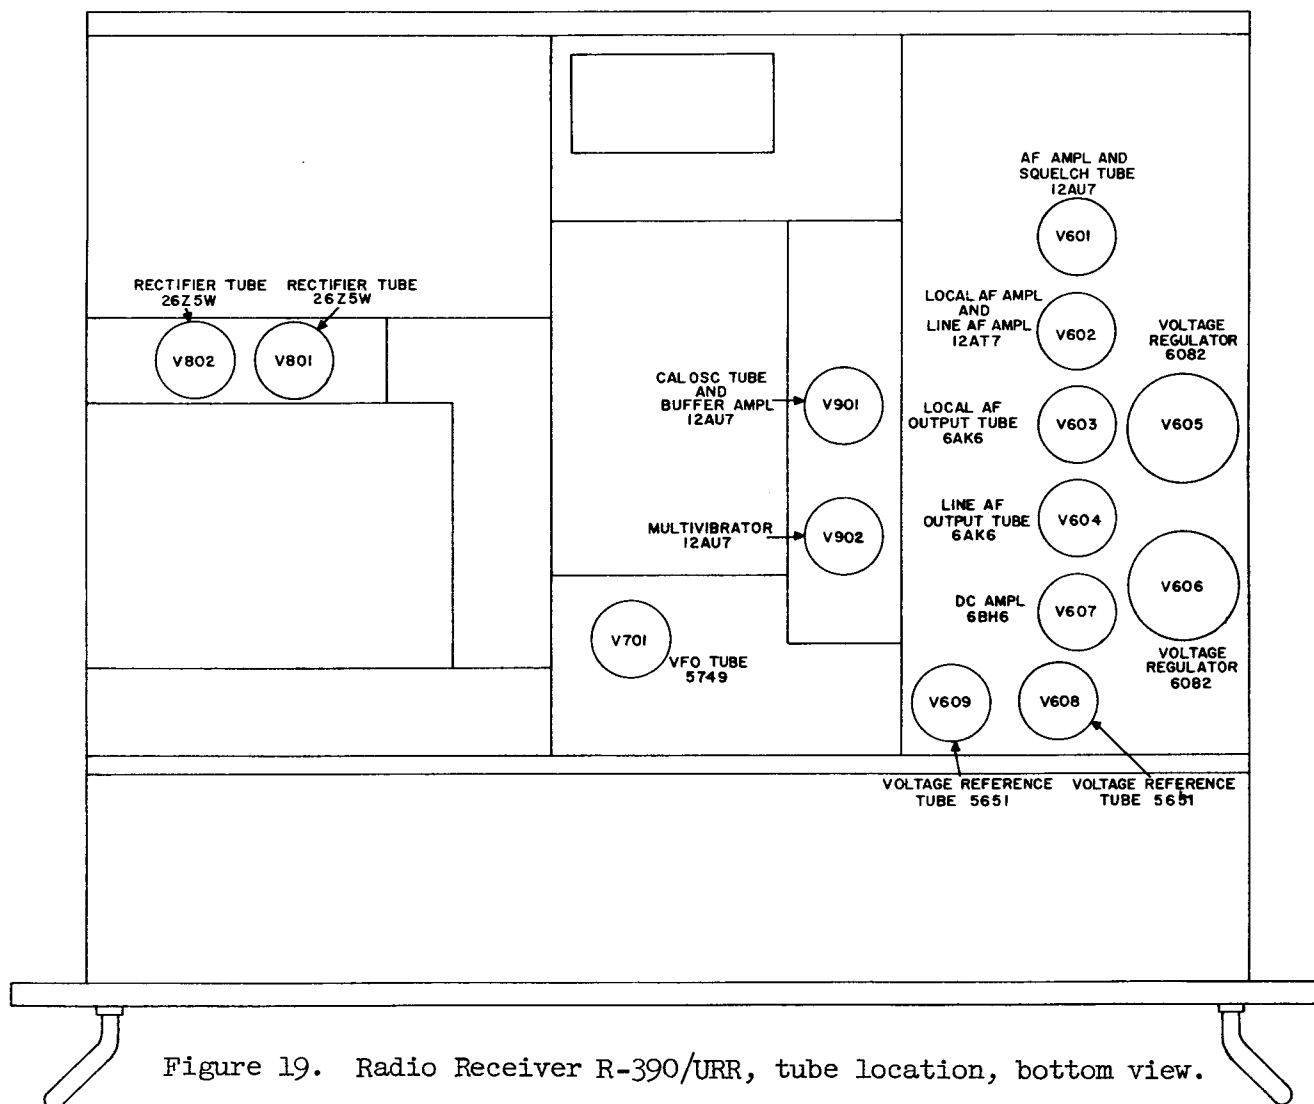 AF AMPL AND
SQUELCH TUBE
12AU7
V601
RECTIFIER TUBE
26Z5W
RECTIFIER TUBE
26Z5W
V802
V801
LOCAL AF AMPL
AND
LINE AF AMPL
12AT7
V602
VOLTAGE
REGULATOR
6082
CAL OSC TUBE
AND
BUFFER AMPL
12AU7
V901
LOCAL AF
OUTPUT TUBE
6AK6
V603
V605
MULTIVIBRATOR
12AU7
V902
LINE AF
OUTPUT TUBE
6AK6
V604
V606
DC AMPL
6BH6
V607
V701
VFO TUBE
5749
VOLTAGE
REGULATOR
6082
V609
V608
VOLTAGE REFERENCE
TUBE 5651
VOLTAGE REFERENCE
TUBE 5651
Figure 19. Radio Receiver R-390/URR, tube location, bottom view.